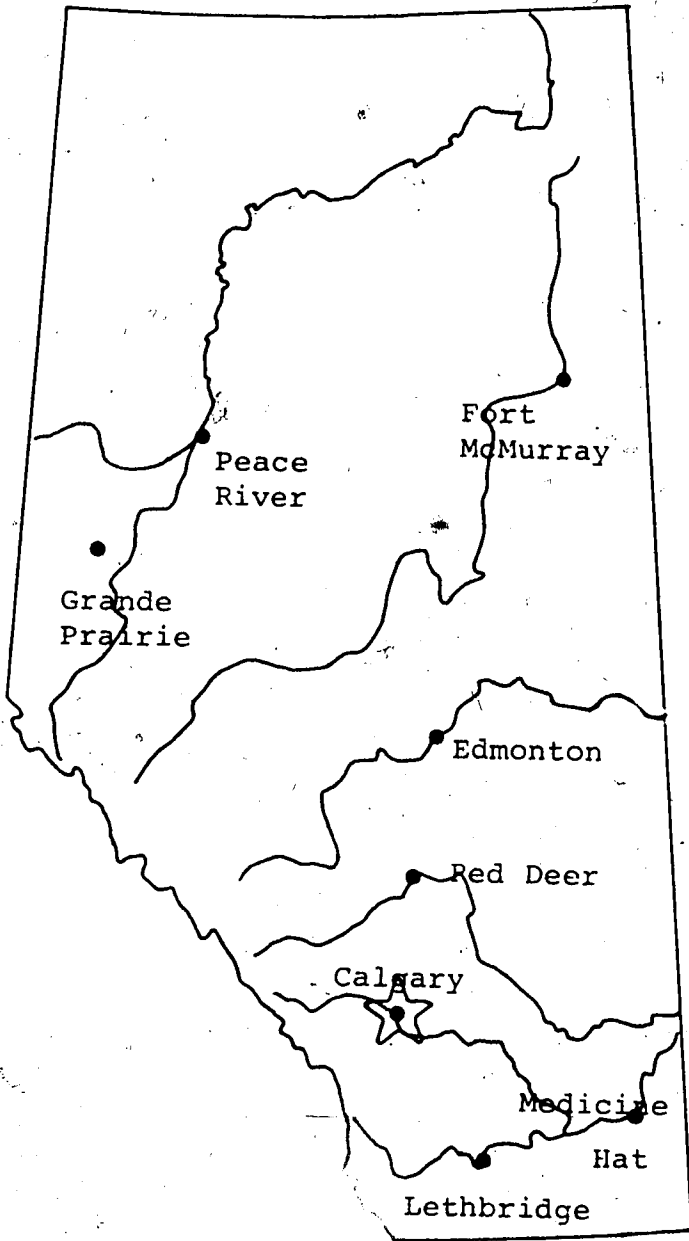 Fort
McMurray
Peace
River
Grande
Prairie
Edmonton
Red Deer
Calgary
Medicine
Hat
Lethbridge